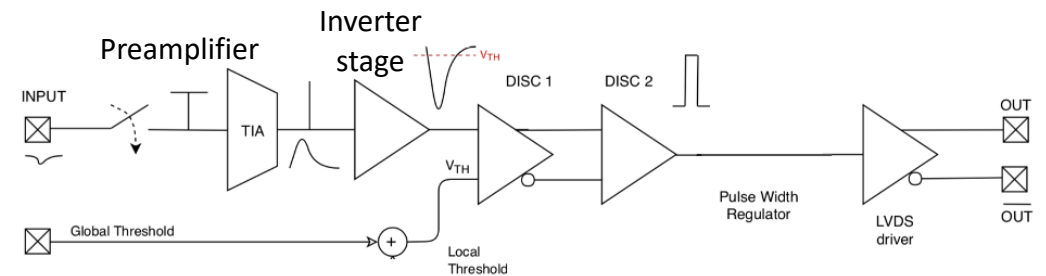 Preamplifier
Inverter
stage
V_TH
DISC 1
DISC 2
INPUT
TIA
OUT
V_TH
Pulse Width
Regulator
LVDS
driver
OUT
Global Threshold
+
Local
Threshold